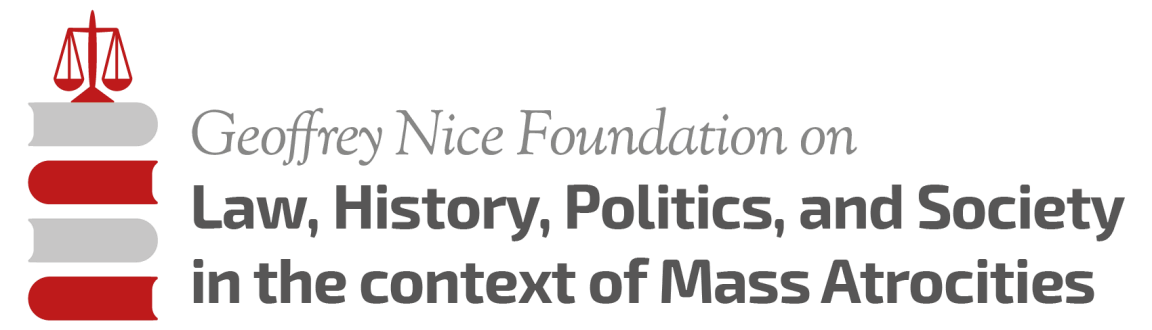 Geoffrey Nice Foundation on
Law, History, Politics, and Society
in the context of Mass Atrocities